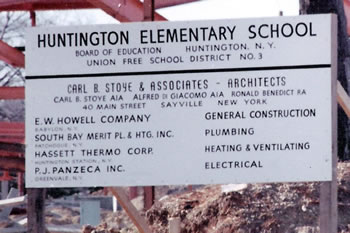 HUNTINGTON ELEMENTARY SCHOOL
BOARD OF EDUCATION HUNTINGTON, N.Y.
UNION FREE SCHOOL DISTRICT NO. 3
CARL B. STOYE & ASSOCIATES - ARCHITECTS
CARL B. STOYE AIA ALFRED DI GIACOMO AIA RONALD BENEDICT RA
40 MAIN STREET SAYVILLE NEW YORK
E.W. HOWELL COMPANY GENERAL CONSTRUCTION
BABYLON, N.Y.
SOUTH BAY MERIT PL. & HTG. INC. PLUMBING
PATCHOGUE, N.Y.
HASSETT THERMO CORP. HEATING & VENTILATING
HUNTINGTON STATION, N.Y.
P.J. PANZECA INC. ELECTRICAL
GREENVALE, N.Y.